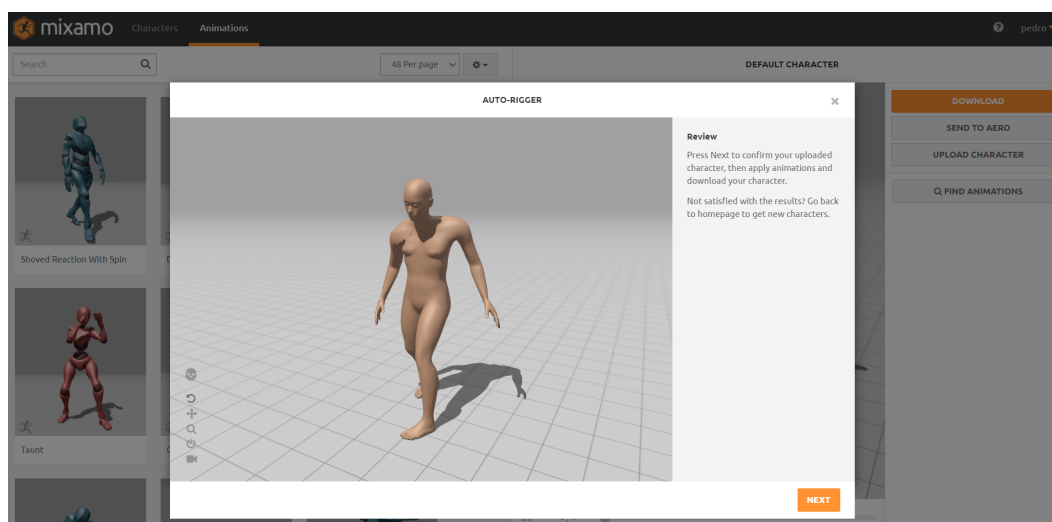 mixamo
Characters
Animations
pedro
Search
48 Per page
DEFAULT CHARACTER
AUTO-RIGGER
DOWNLOAD
SEND TO AERO
UPLOAD CHARACTER
FIND ANIMATIONS
Review
Press Next to confirm your uploaded
character, then apply animations and
download your character.
Not satisfied with the results? Go back
to homepage to get new characters.
Shoved Reaction With Spin
Taunt
NEXT